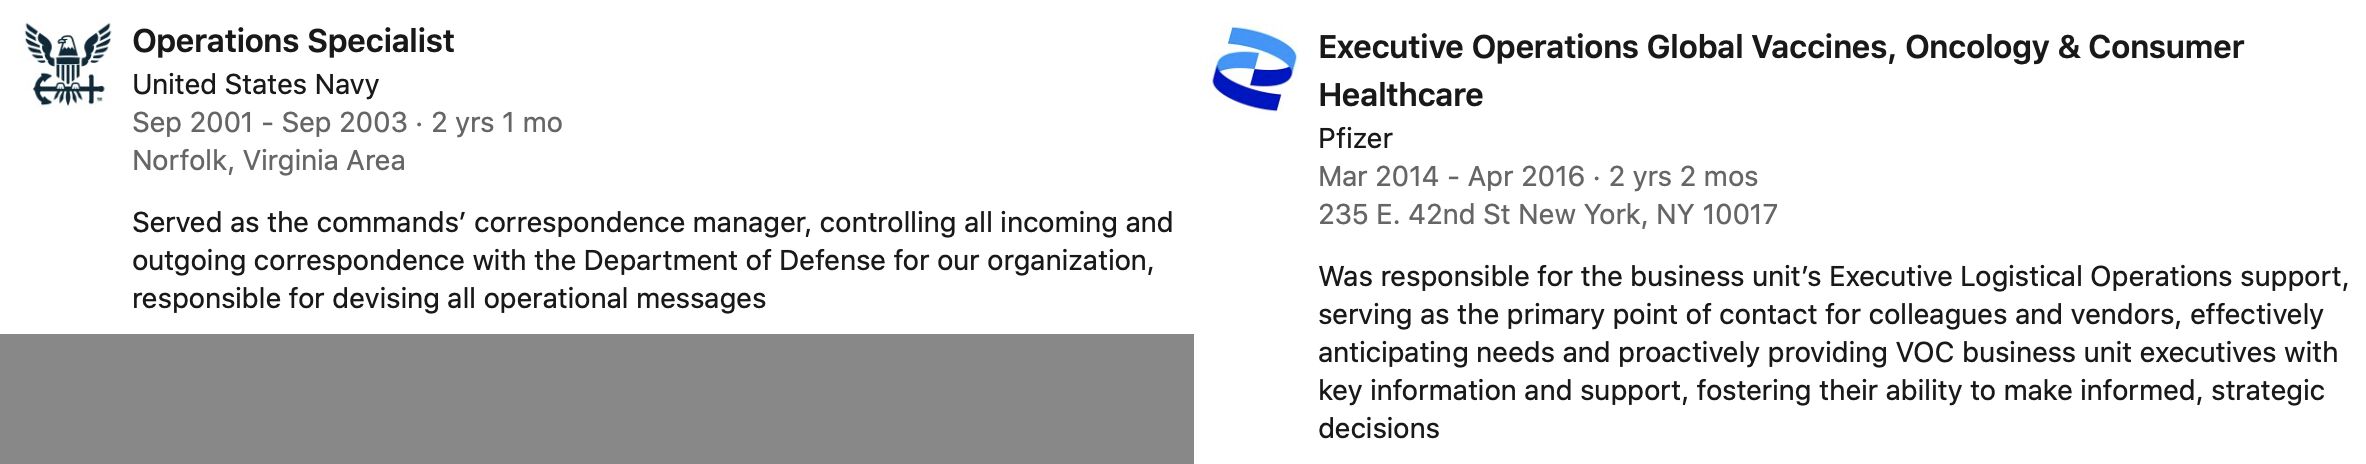 Operations Specialist
United States Navy
Sep 2001 - Sep 2003 · 2 yrs 1 mo
Norfolk, Virginia Area
Served as the commands’ correspondence manager, controlling all incoming and
outgoing correspondence with the Department of Defense for our organization,
responsible for devising all operational messages
Executive Operations Global Vaccines, Oncology & Consumer
Healthcare
Pfizer
Mar 2014 - Apr 2016 · 2 yrs 2 mos
235 E. 42nd St New York, NY 10017
Was responsible for the business unit’s Executive Logistical Operations support,
serving as the primary point of contact for colleagues and vendors, effectively
anticipating needs and proactively providing VOC business unit executives with
key information and support, fostering their ability to make informed, strategic
decisions